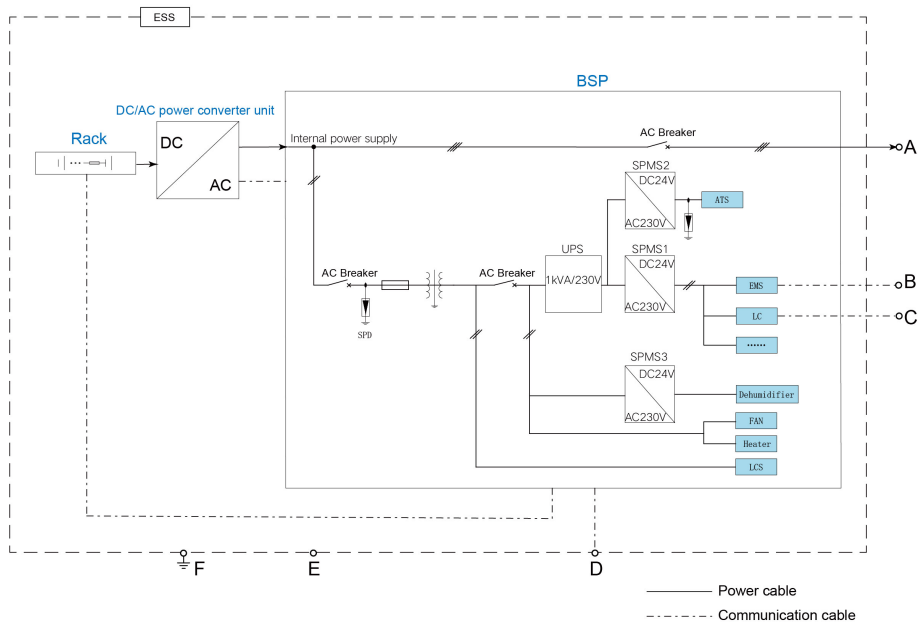 ESS
BSP
DC/AC power converter unit
Rack
DC
AC
Internal power supply
AC Breaker
A
SPMS2
DC24V
AC230V
ATS
UPS
1kVA/230V
SPMS1
DC24V
AC230V
AC Breaker
AC Breaker
SPD
EMS
B
LC
C
••••••
SPMS3
DC24V
AC230V
Dehumidifier
FAN
Heater
LCS
F
E
D
Power cable
Communication cable